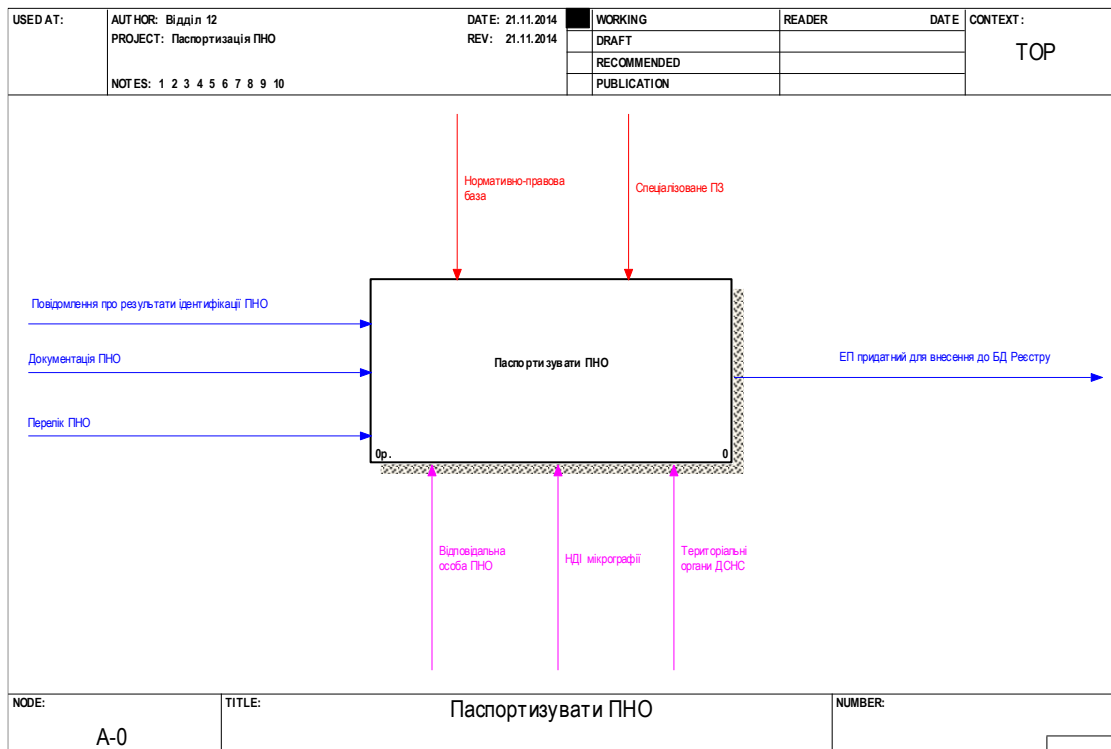 USED AT:
AUTHOR: Відділ 12
DATE: 21.11.2014
PROJECT: Паспортизація ПНО
REV: 21.11.2014
NOTES: 1 2 3 4 5 6 7 8 9 10
WORKING
DRAFT
RECOMMENDED
PUBLICATION
READER
DATE
CONTEXT:
TOP
Нормативно-правова
база
Спеціалізоване ПЗ
Повідомлення про результати ідентифікації ПНО
Документація ПНО
Перелік ПНО
Паспортизувати ПНО
0р.
0
ЕП придатний для внесення до БД Реєстру
Відповідальна
особа ПНО
НДІ мікрографії
Територіальні
органи ДСНС
NODE:
A-0
TITLE:
Паспортизувати ПНО
NUMBER: